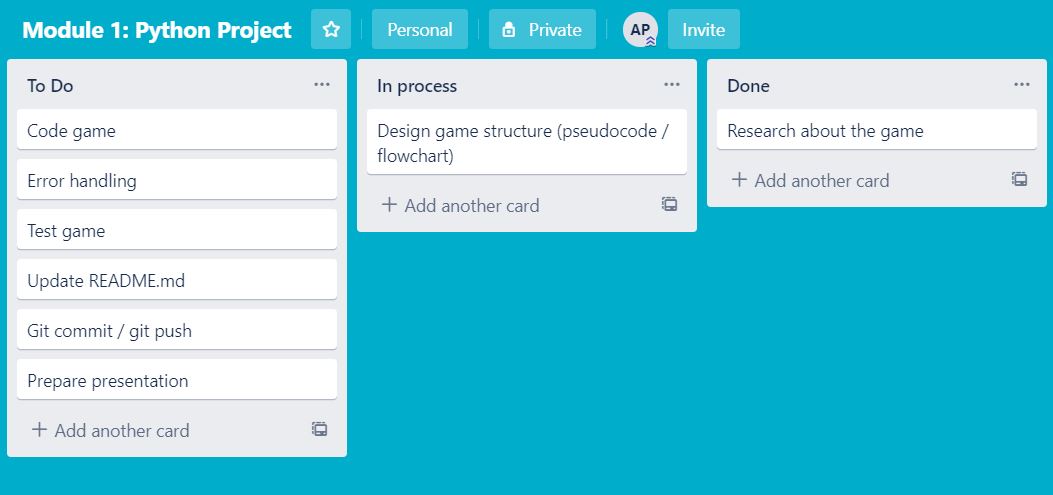 Module 1: Python Project
Personal
Private
AP
Invite
To Do
Code game
Error handling
Test game
Update README.md
Git commit / git push
Prepare presentation
+ Add another card
In process
Design game structure (pseudocode /
flowchart)
+ Add another card
Done
Research about the game
+ Add another card